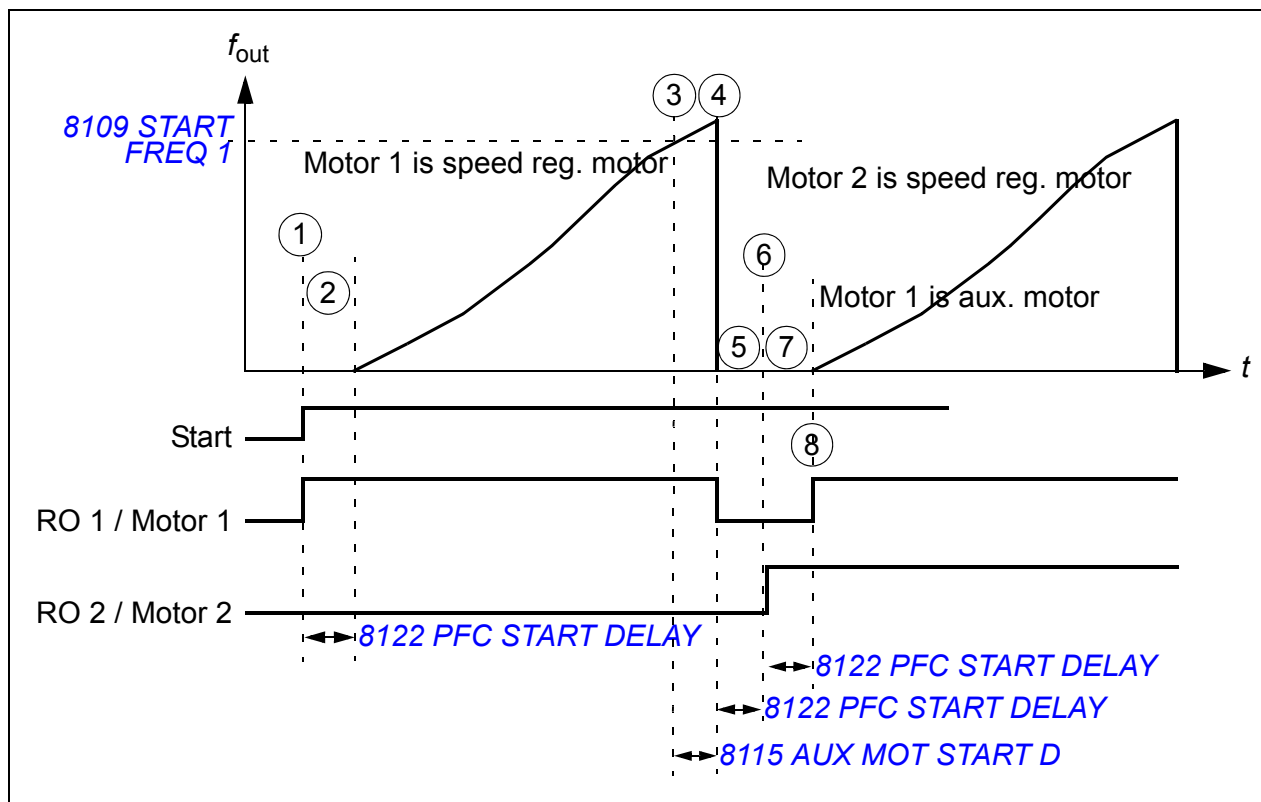 fout
8109 START
FREQ 1
3 4
Motor 1 is speed reg. motor
Motor 2 is speed reg. motor
1
6
2
Motor 1 is aux. motor
5 7
t
Start
8
RO 1 / Motor 1
RO 2 / Motor 2
8122 PFC START DELAY
8122 PFC START DELAY
8122 PFC START DELAY
8115 AUX MOT START D